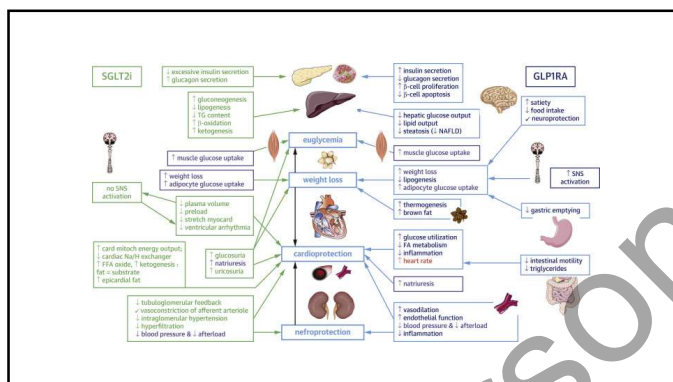 SGLT2i
GLP1RA
↓ excessive insulin secretion
↑ glucagon secretion
↑ insulin secretion
↓ glucagon secretion
↑ β-cell proliferation
↓ β-cell apoptosis
↑ gluconeogenesis
↓ lipogenesis
↓ TG content
↑ β-oxidation
↑ ketogenesis
↓ hepatic glucose output
↓ lipid output
↓ steatosis (↓ NAFLD)
↑ satiety
↓ food intake
✓ neuroprotection
euglycemia
↑ muscle glucose uptake
↑ muscle glucose uptake
↑ weight loss
↑ adipocyte glucose uptake
weight loss
↑ weight loss
↓ lipogenesis
↑ adipocyte glucose uptake
↑ SNS
activation
no SNS
activation
↓ plasma volume
↓ preload
↓ stretch myocard
↓ ventricular arrhythmia
↑ thermogenesis
↑ brown fat
↓ gastric emptying
↑ card mitoch energy output;
↓ cardiac Na/H exchanger
↑ FFA oxide, ↑ ketogenesis
fat = substrate
↑ epicardial fat
↑ glucosuria
↑ natriuresis
↑ uricosuria
cardioprotection
↑ glucose utilization
↓ FA metabolism
↓ inflammation
↑ heart rate
↓ intestinal motility
↓ triglycerides
↑ natriuresis
↓ tubuloglomerular feedback
✓ vasoconstriction of afferent arteriole
↓ intraglomerular hypertension
↓ hyperfiltration
↓ blood pressure & ↓ afterload
nefroprotection
↑ vasodilation
↑ endothelial function
↓ blood pressure & ↓ afterload
↓ inflammation